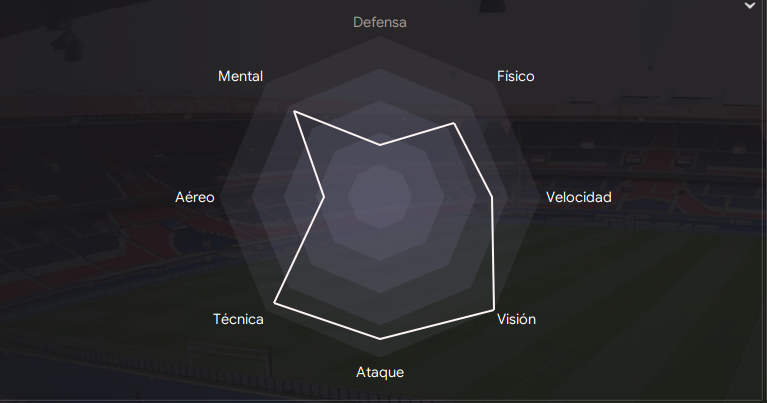 Defensa
Mental
Físico
Aéreo
Velocidad
Técnica
Visión
Ataque